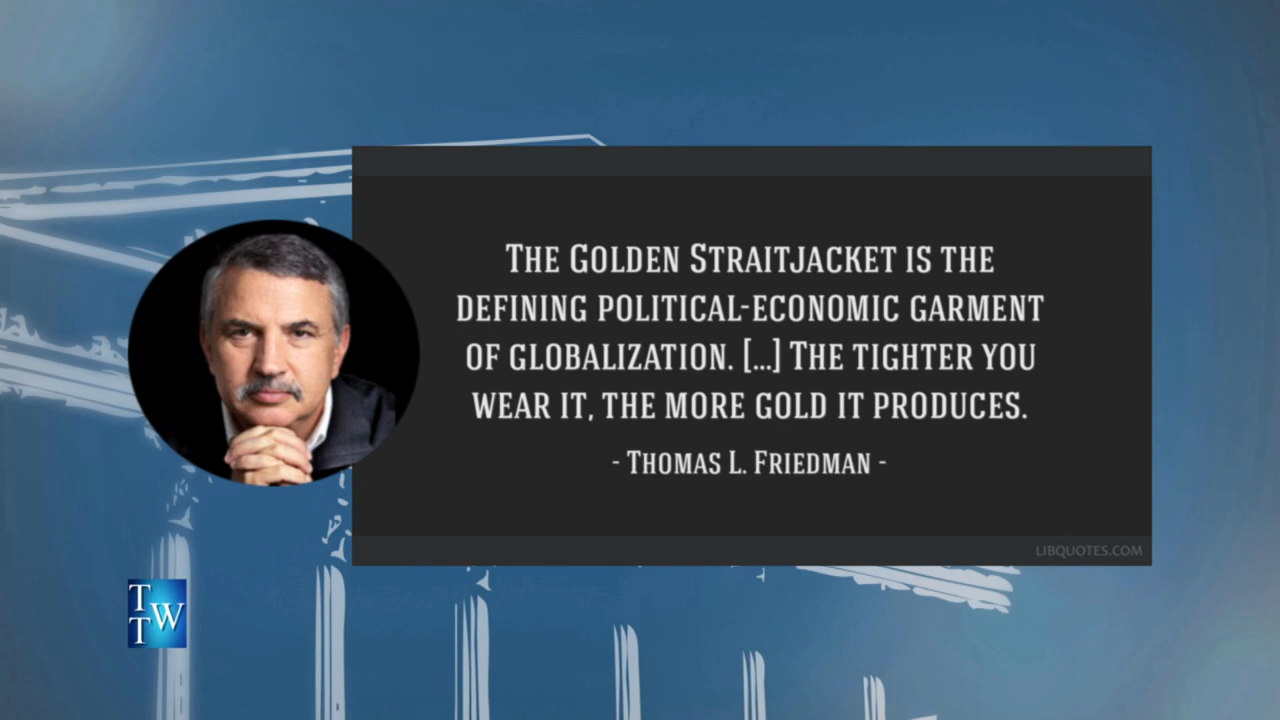 The Golden Straitjacket is the
defining political-economic garment
of globalization. [...] The tighter you
wear it, the more gold it produces.
- Thomas L. Friedman -
LIBQUOTES.COM
T
W
T